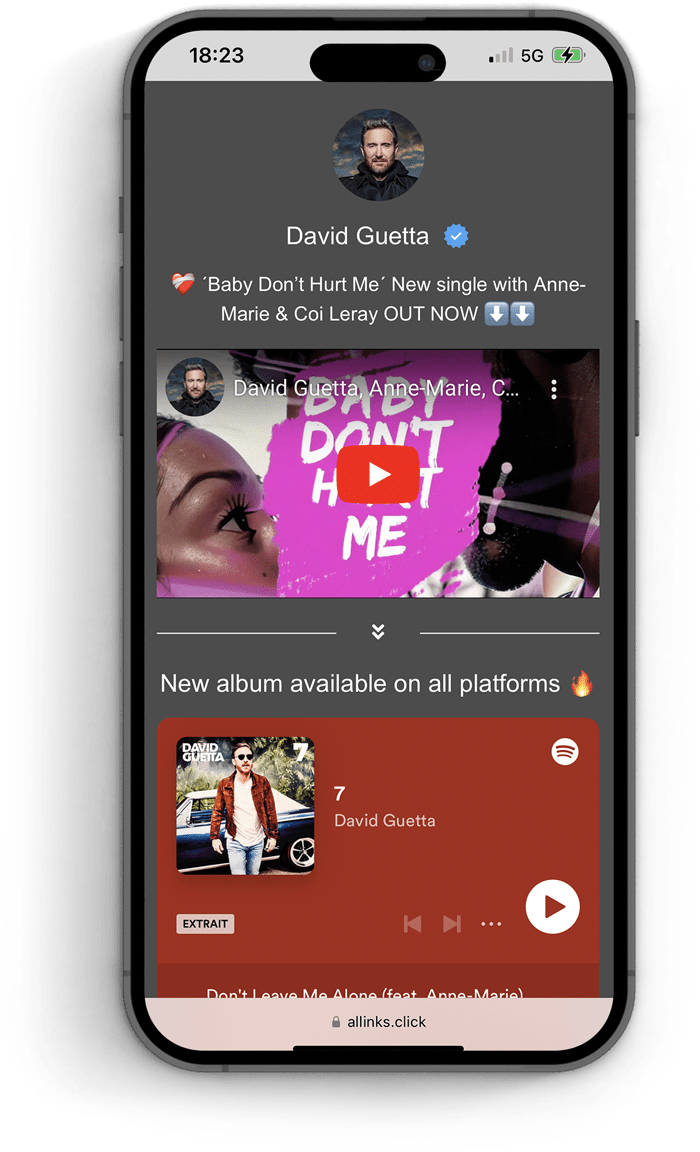 18:23 5G
David Guetta
❤️‍🩹 ´Baby Don’t Hurt Me´ New single with Anne-
Marie & Coi Leray OUT NOW ⬇️⬇️
David Guetta, Anne-Marie, C...
BABY
DON'T
HURT
ME
New album available on all platforms 🔥
DAVID
GUETTA
7
7
David Guetta
EXTRAIT
Don't Leave Me Alone (feat. Anne-Marie)
allinks.click